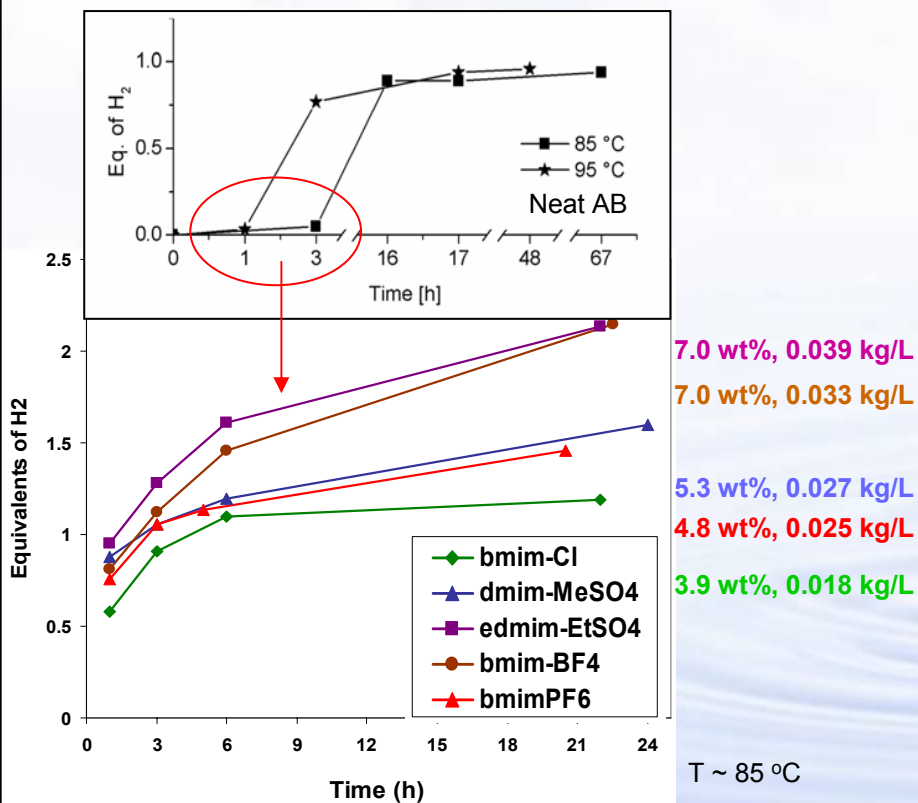 1.0
0.5
0.0
Eq. of H2
85 °C
95 °C
Neat AB
0 1 3 16 17 48 67
Time [h]
2.5
2
1.5
1
0.5
0
Equivalents of H2
7.0 wt%, 0.039 kg/L
7.0 wt%, 0.033 kg/L
5.3 wt%, 0.027 kg/L
4.8 wt%, 0.025 kg/L
3.9 wt%, 0.018 kg/L
bmim-Cl
dmim-MeSO4
edmim-EtSO4
bmim-BF4
bmimPF6
0 3 6 9 12 15 18 21 24
Time (h)
T ~ 85 °C